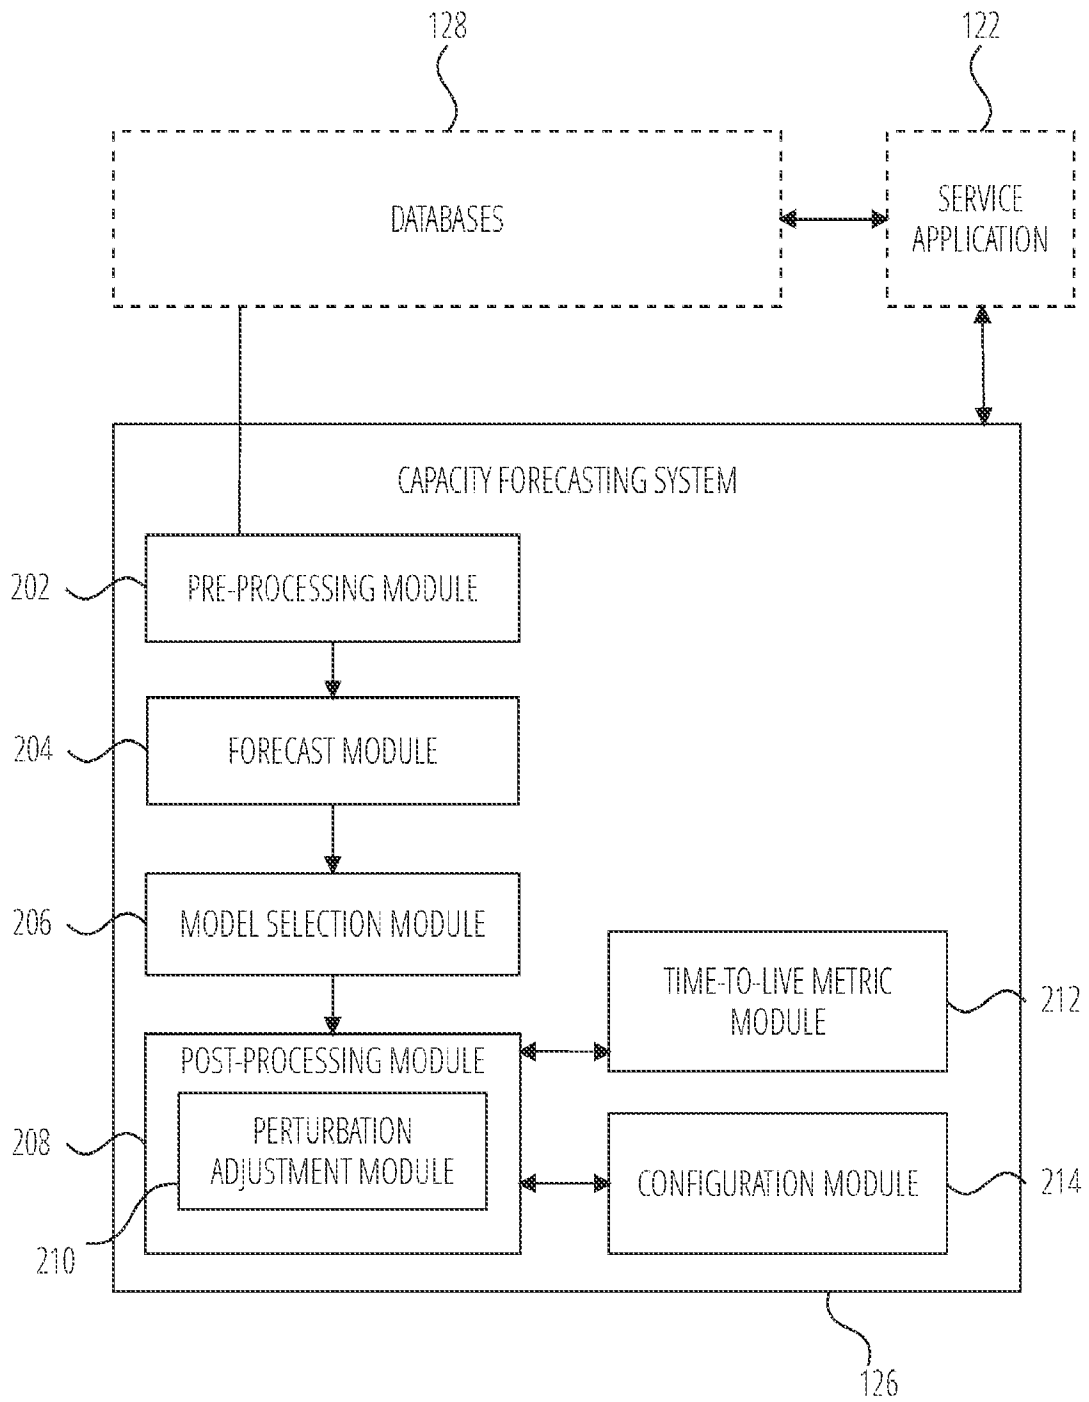 128
122
DATABASES
SERVICE
APPLICATION
CAPACITY FORECASTING SYSTEM
202
PRE-PROCESSING MODULE
204
FORECAST MODULE
206
MODEL SELECTION MODULE
TIME-TO-LIVE METRIC
MODULE
212
POST-PROCESSING MODULE
208
PERTURBATION
ADJUSTMENT MODULE
210
CONFIGURATION MODULE
214
126